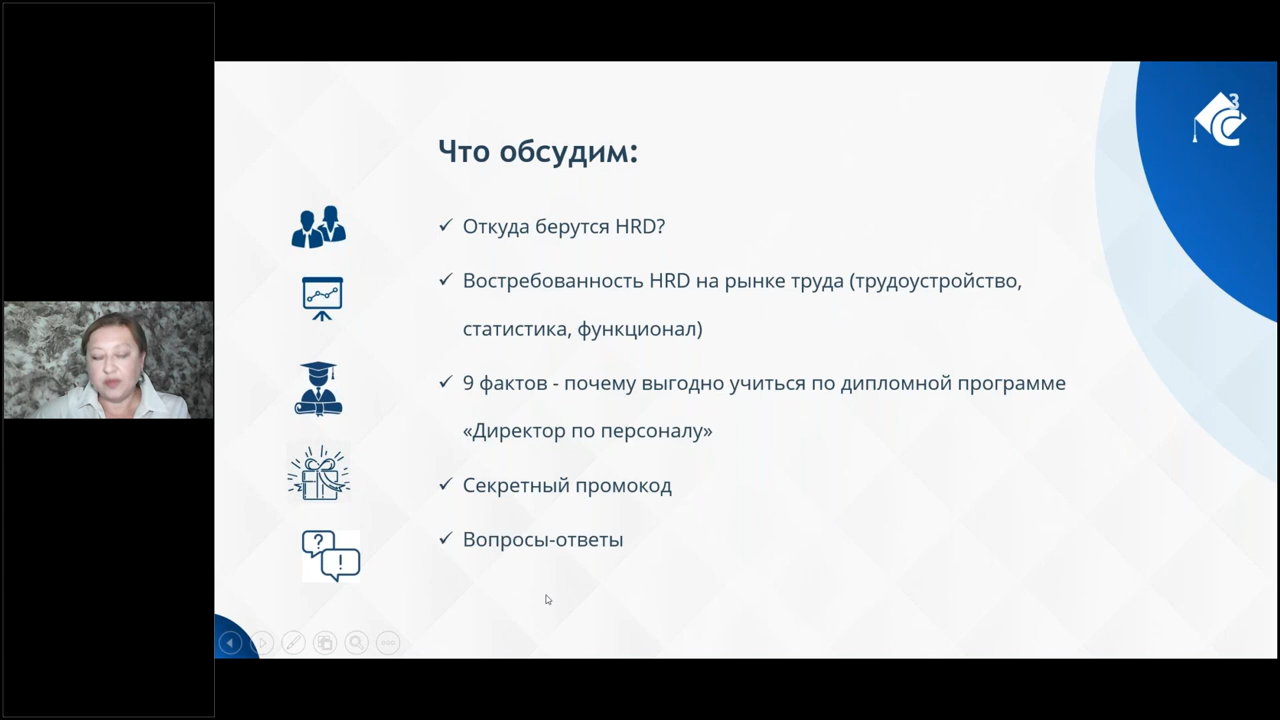 Что обсудим:
Откуда берутся HRD?
Востребованность HRD на рынке труда (трудоустройство,
статистика, функционал)
9 фактов - почему выгодно учиться по дипломной программе
«Директор по персоналу»
Секретный промокод
Вопросы-ответы
3
С
?
!